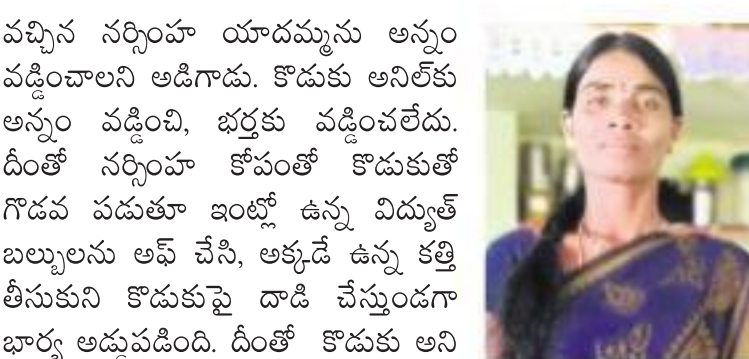 వచ్చిన నర్సింహ యాదమ్మను అన్నం
వడ్డించాలని అడిగాడు. కొడుకు అనిల్‌కు
అన్నం వడ్డించి, భర్తకు వడ్డించలేదు.
దీంతో నర్సింహ కోపంతో కొడుకుతో
గొడవ పడుతూ ఇంట్లో ఉన్న విద్యుత్
బల్బులను అఫ్ చేసి, అక్కడే ఉన్న కత్తి
తీసుకుని కొడుకుపై దాడి చేస్తుండగా
భార్య అడ్డుపడింది. దీంతో కొడుకు అని